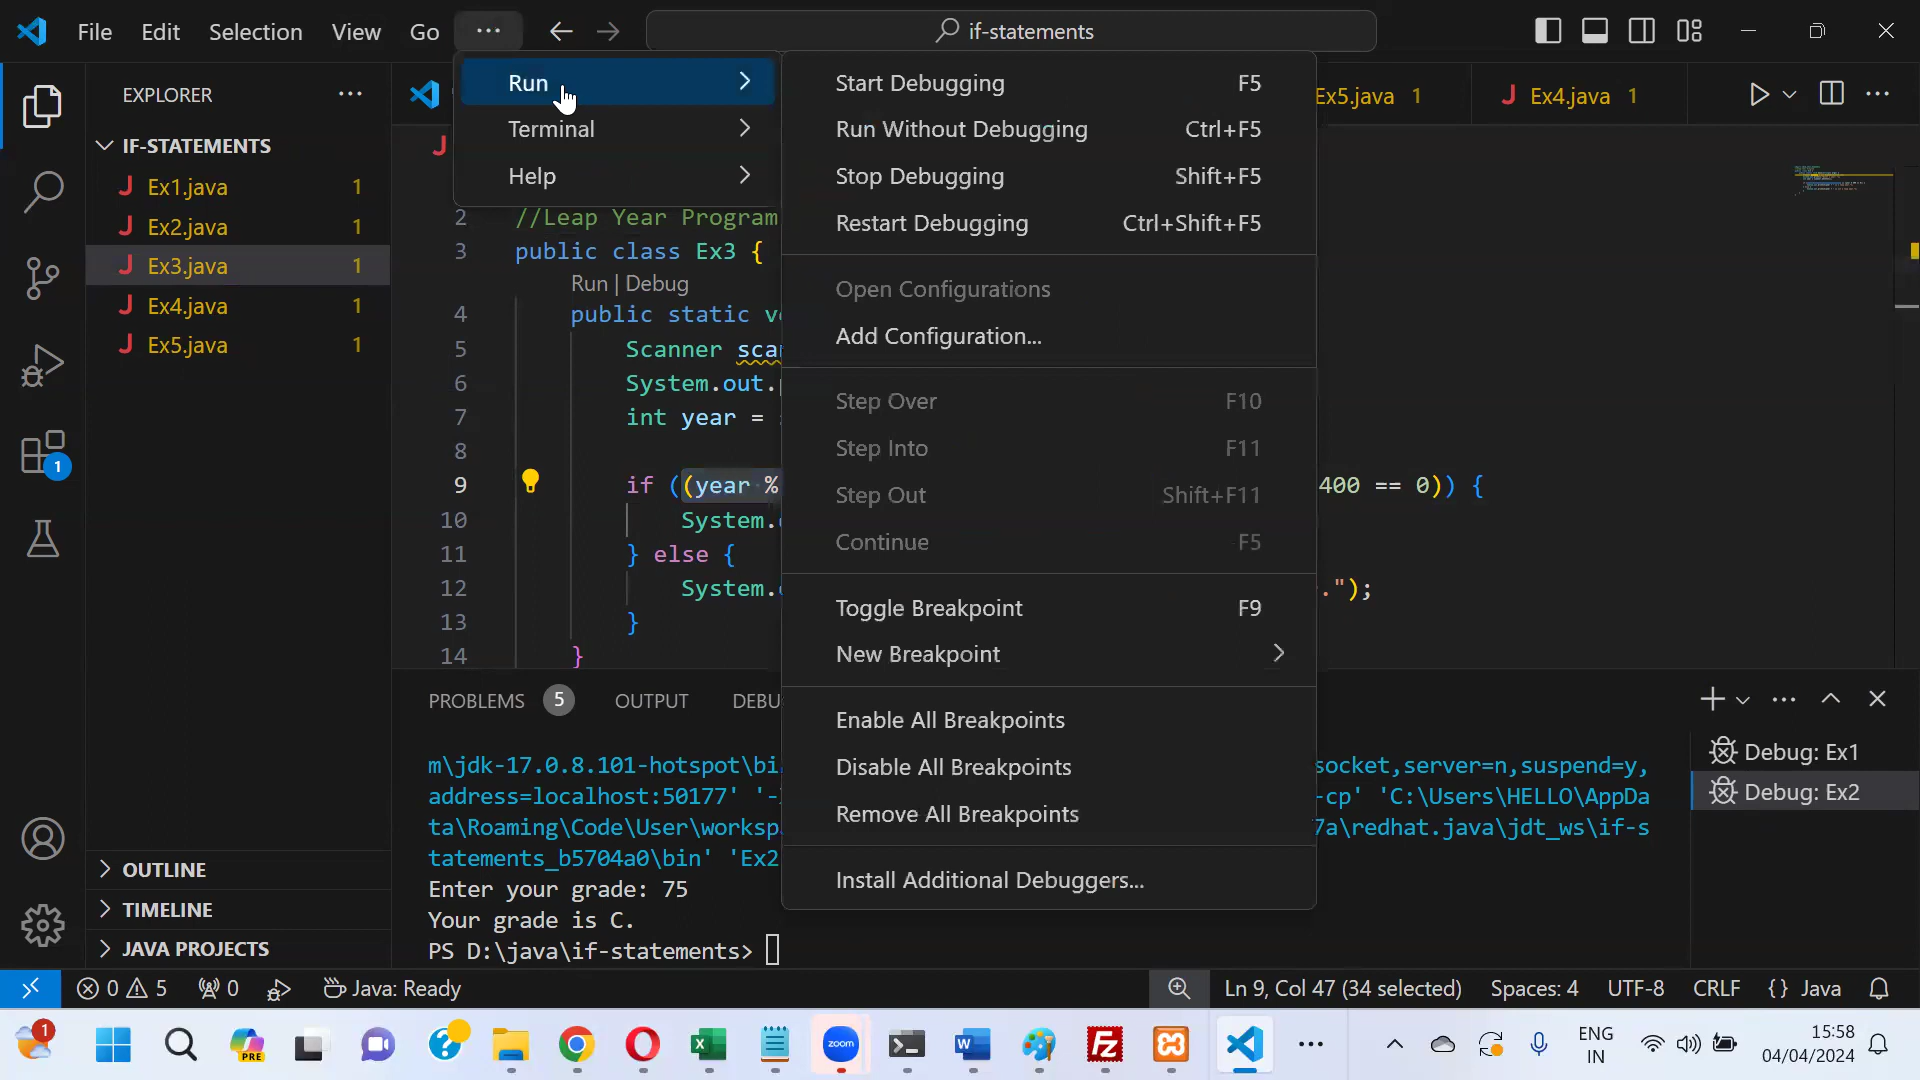 File Edit Selection View Go ··· if-statements
EXPLORER ···
IF-STATEMENTS
Ex1.java 1
Ex2.java 1
Ex3.java 1
Ex4.java 1
Ex5.java 1
OUTLINE
TIMELINE
JAVA PROJECTS
Run
Terminal
Help
Start Debugging F5
Run Without Debugging Ctrl+F5
Stop Debugging Shift+F5
Restart Debugging Ctrl+Shift+F5
Open Configurations
Add Configuration...
Step Over F10
Step Into F11
Step Out Shift+F11
Continue F5
Toggle Breakpoint F9
New Breakpoint
Enable All Breakpoints
Disable All Breakpoints
Remove All Breakpoints
Install Additional Debuggers...
Ex5.java 1 Ex4.java 1 ···
2 //Leap Year Program
3 public class Ex3 {
Run | Debug
4 public static
5 Scanner
6 System.out.
7 int year =
8
9 if ((year % 400 == 0)) {
10 System.
11 } else {
12 System. .");
13 }
14 }
PROBLEMS 5 OUTPUT
m\jdk-17.0.8.101-hotspot\bi socket,server=n,suspend=y,
address=localhost:50177' '- -cp' 'C:\Users\HELLO\AppDa
ta\Roaming\Code\User\worksp 7a\redhat.java\jdt_ws\if-s
tatements_b5704a0\bin' 'Ex2
Enter your grade: 75
Your grade is C.
PS D:\java\if-statements>
Debug: Ex1
Debug: Ex2
0 5 0 Java: Ready Ln 9, Col 47 (34 selected) Spaces: 4 UTF-8 CRLF {} Java
1
1
PRE
zoom
ENG
IN
15:58
04/04/2024